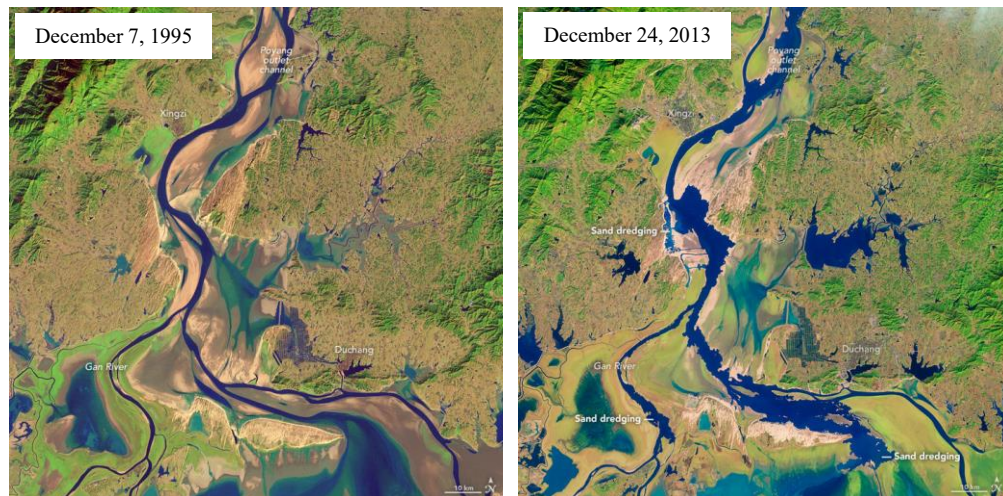 December 7, 1995
Poyang
outlet
channel
Xingzi
Duchang
Gan River
10 km
N
December 24, 2013
Poyang
outlet
channel
Xingzi
Sand dredging
Duchang
Gan River
Sand dredging
Sand dredging
10 km
N